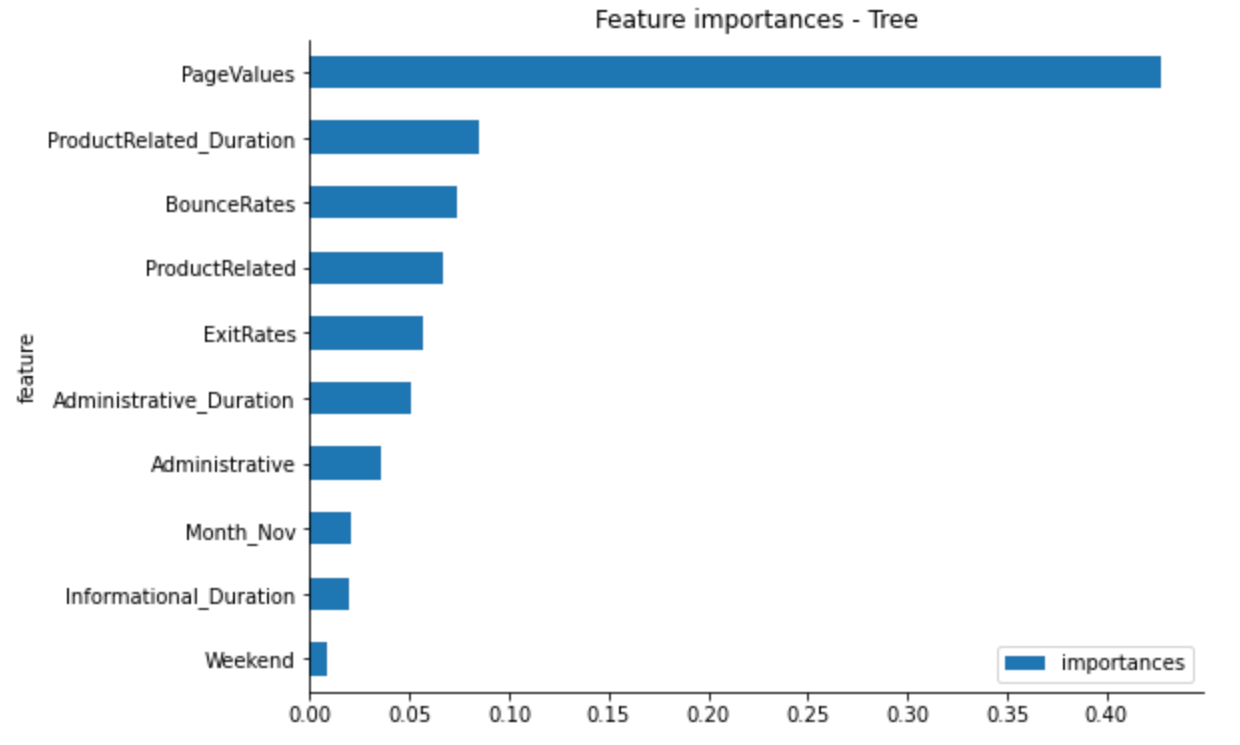 Feature importances - Tree
PageValues
ProductRelated_Duration
BounceRates
ProductRelated
ExitRates
feature
Administrative_Duration
Administrative
Month_Nov
Informational_Duration
Weekend
importances
0.00 0.05 0.10 0.15 0.20 0.25 0.30 0.35 0.40